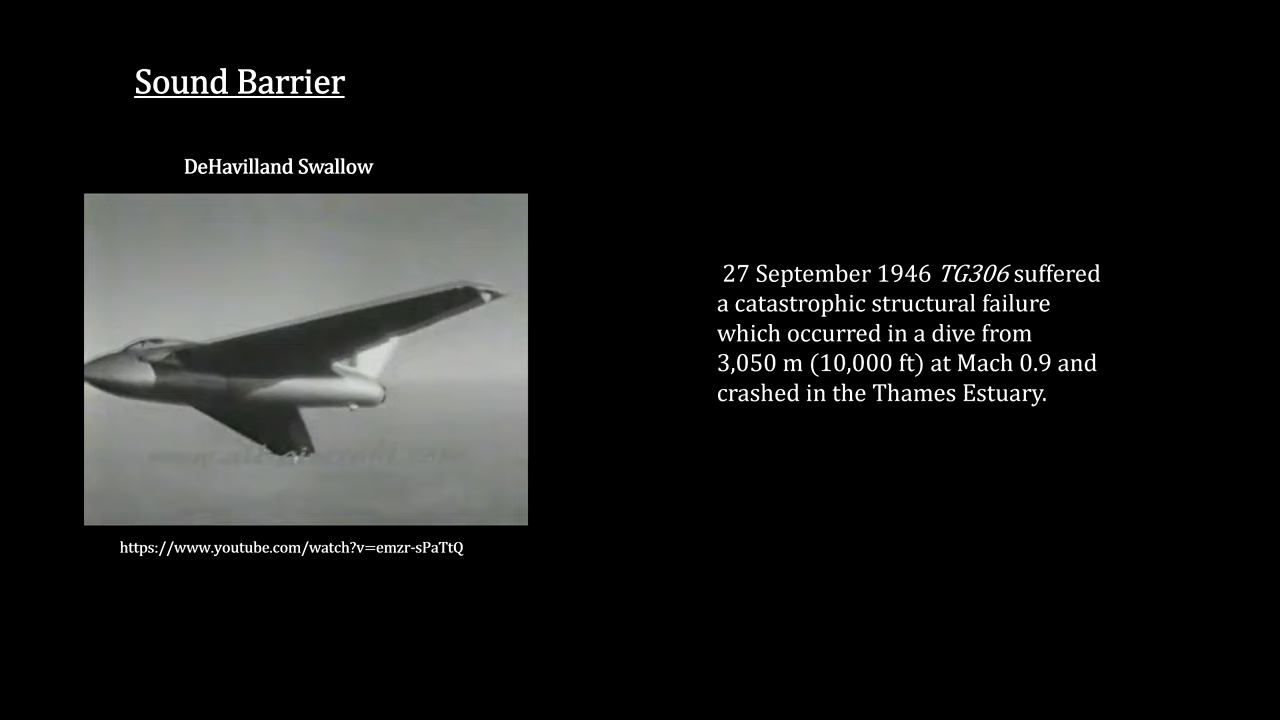 Sound Barrier
DeHavilland Swallow
https://www.youtube.com/watch?v=emzr-sPaTtQ
27 September 1946 TG306 suffered
a catastrophic structural failure
which occurred in a dive from
3,050 m (10,000 ft) at Mach 0.9 and
crashed in the Thames Estuary.